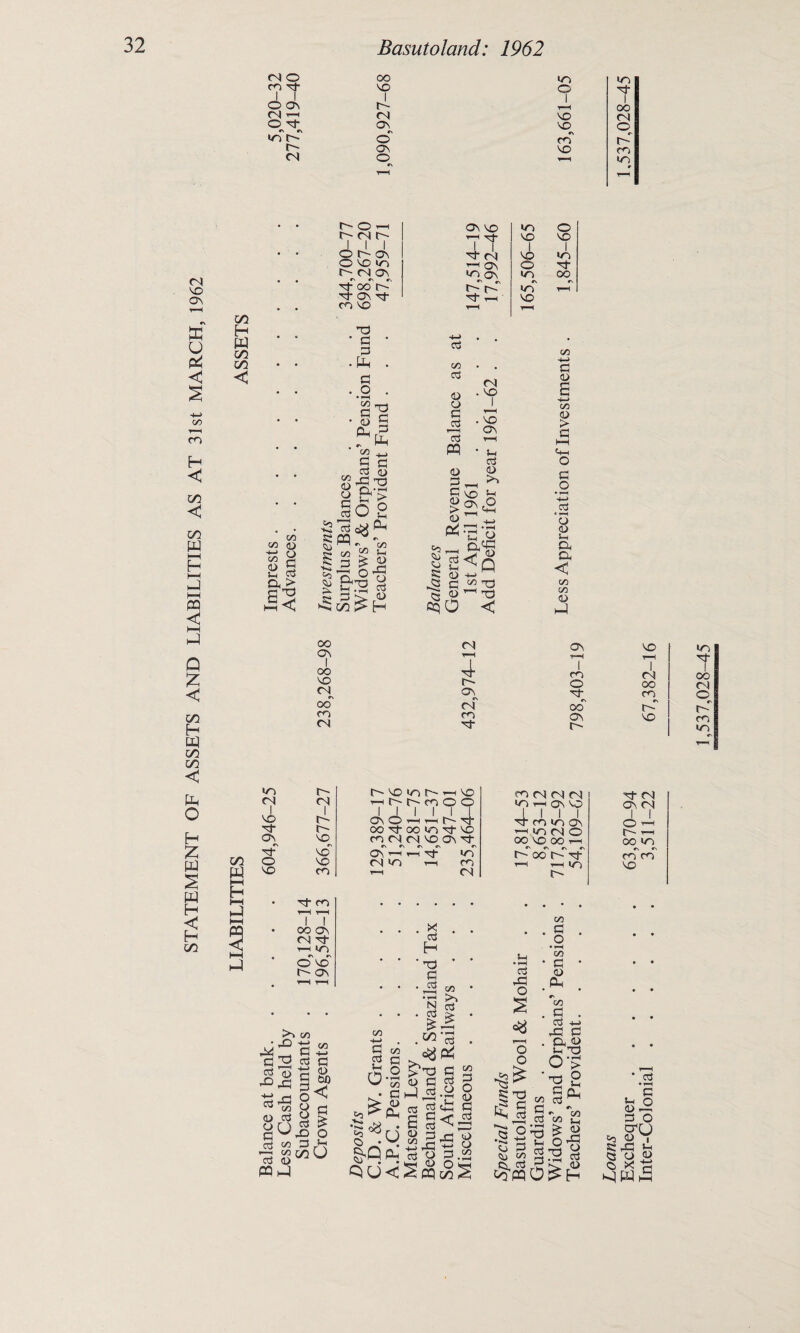 32 Basutoland: 1962
STATEMENT OF ASSETS AND LIABILITIES AS AT 31st MARCH, 1962
LIABILITIES
Balance at bank. . . 604,946–25
Less Cash held by
Subaccountants . 170,128–14
Crown Agents . 196,549–13
366,677–27
238,268–98
Deposits
C.D. & W. Grants . . . . 129,389–17
A.P.C. Pensions. . . . . 51,240–76
Matsema Levy . . . . 1,281–75
Bechuanaland & Swaziland Tax . 14,651–37
South African Railways . . . 947–01
Miscellaneous . . . . 235,464–06
432,974–12
Special Funds
Basutoland Wool & Mohair . . 17,814–53
Guardians . . . . . 8,653–12
Widows' and Orphans' Pensions . 717,825–92
Teachers' Provident. . . . 54,109–62
798,403–19
Loans
Exchequer . . . . . 63,870–94
Inter-Colonial . . . . 3,511–22
67,382–16
1,537,028–45
ASSETS
Imprests . . . . . . 5,020–32
Advances. . . . . . 277,419–40
Investments
Surplus Balances . . . . 344,700–77
Widows' & Orphans' Pension Fund 698,267–20
Teachers' Provident Fund . . . 47,959–71
1,090,927–68
Balances
General Revenue Balance as at
1st April 1961 . . . . 147,514–19
Add Deficit for year 1961–62 . . 17,992–46
165,506–65
Less Appreciation of Investments . 1,845–60
163,661–05
1,537,028–45